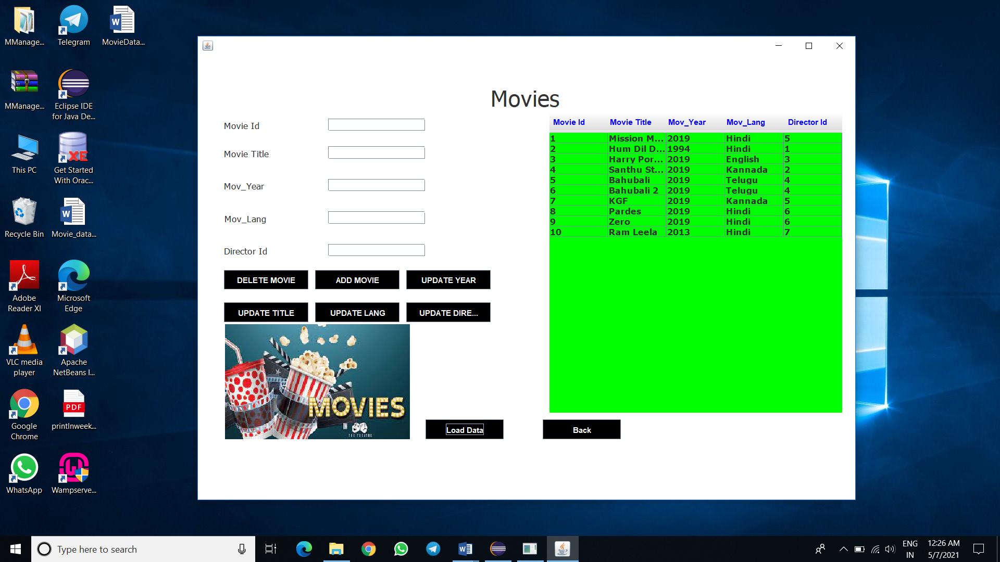 MManage...
Telegram
MovieData...
MManage...
Eclipse IDE
for Java De...
This PC
Get Started
With Orac...
Recycle Bin
Movie_data...
Adobe
Reader XI
Microsoft
Edge
VLC media
player
Apache
NetBeans I...
Google
Chrome
PDF
printlnweek...
WhatsApp
Wampserve...
XE
Movies
Movie Id
Movie Title
Mov_Year
Mov_Lang
Director Id
DELETE MOVIE ADD MOVIE UPDATE YEAR
UPDATE TITLE UPDATE LANG UPDATE DIRE...
MOVIES
IN
THE THEATRE
Load Data Back
Movie Id Movie Title Mov_Year Mov_Lang Director Id
1 Mission M... 2019 Hindi 5
2 Hum Dil D... 1994 Hindi 1
3 Harry Por... 2019 English 3
4 Santhu St... 2019 Kannada 2
5 Bahubali 2019 Telugu 4
6 Bahubali 2 2019 Telugu 4
7 KGF 2019 Kannada 5
8 Pardes 2019 Hindi 6
9 Zero 2019 Hindi 6
10 Ram Leela 2013 Hindi 7
Type here to search
ENG
IN
12:26 AM
5/7/2021